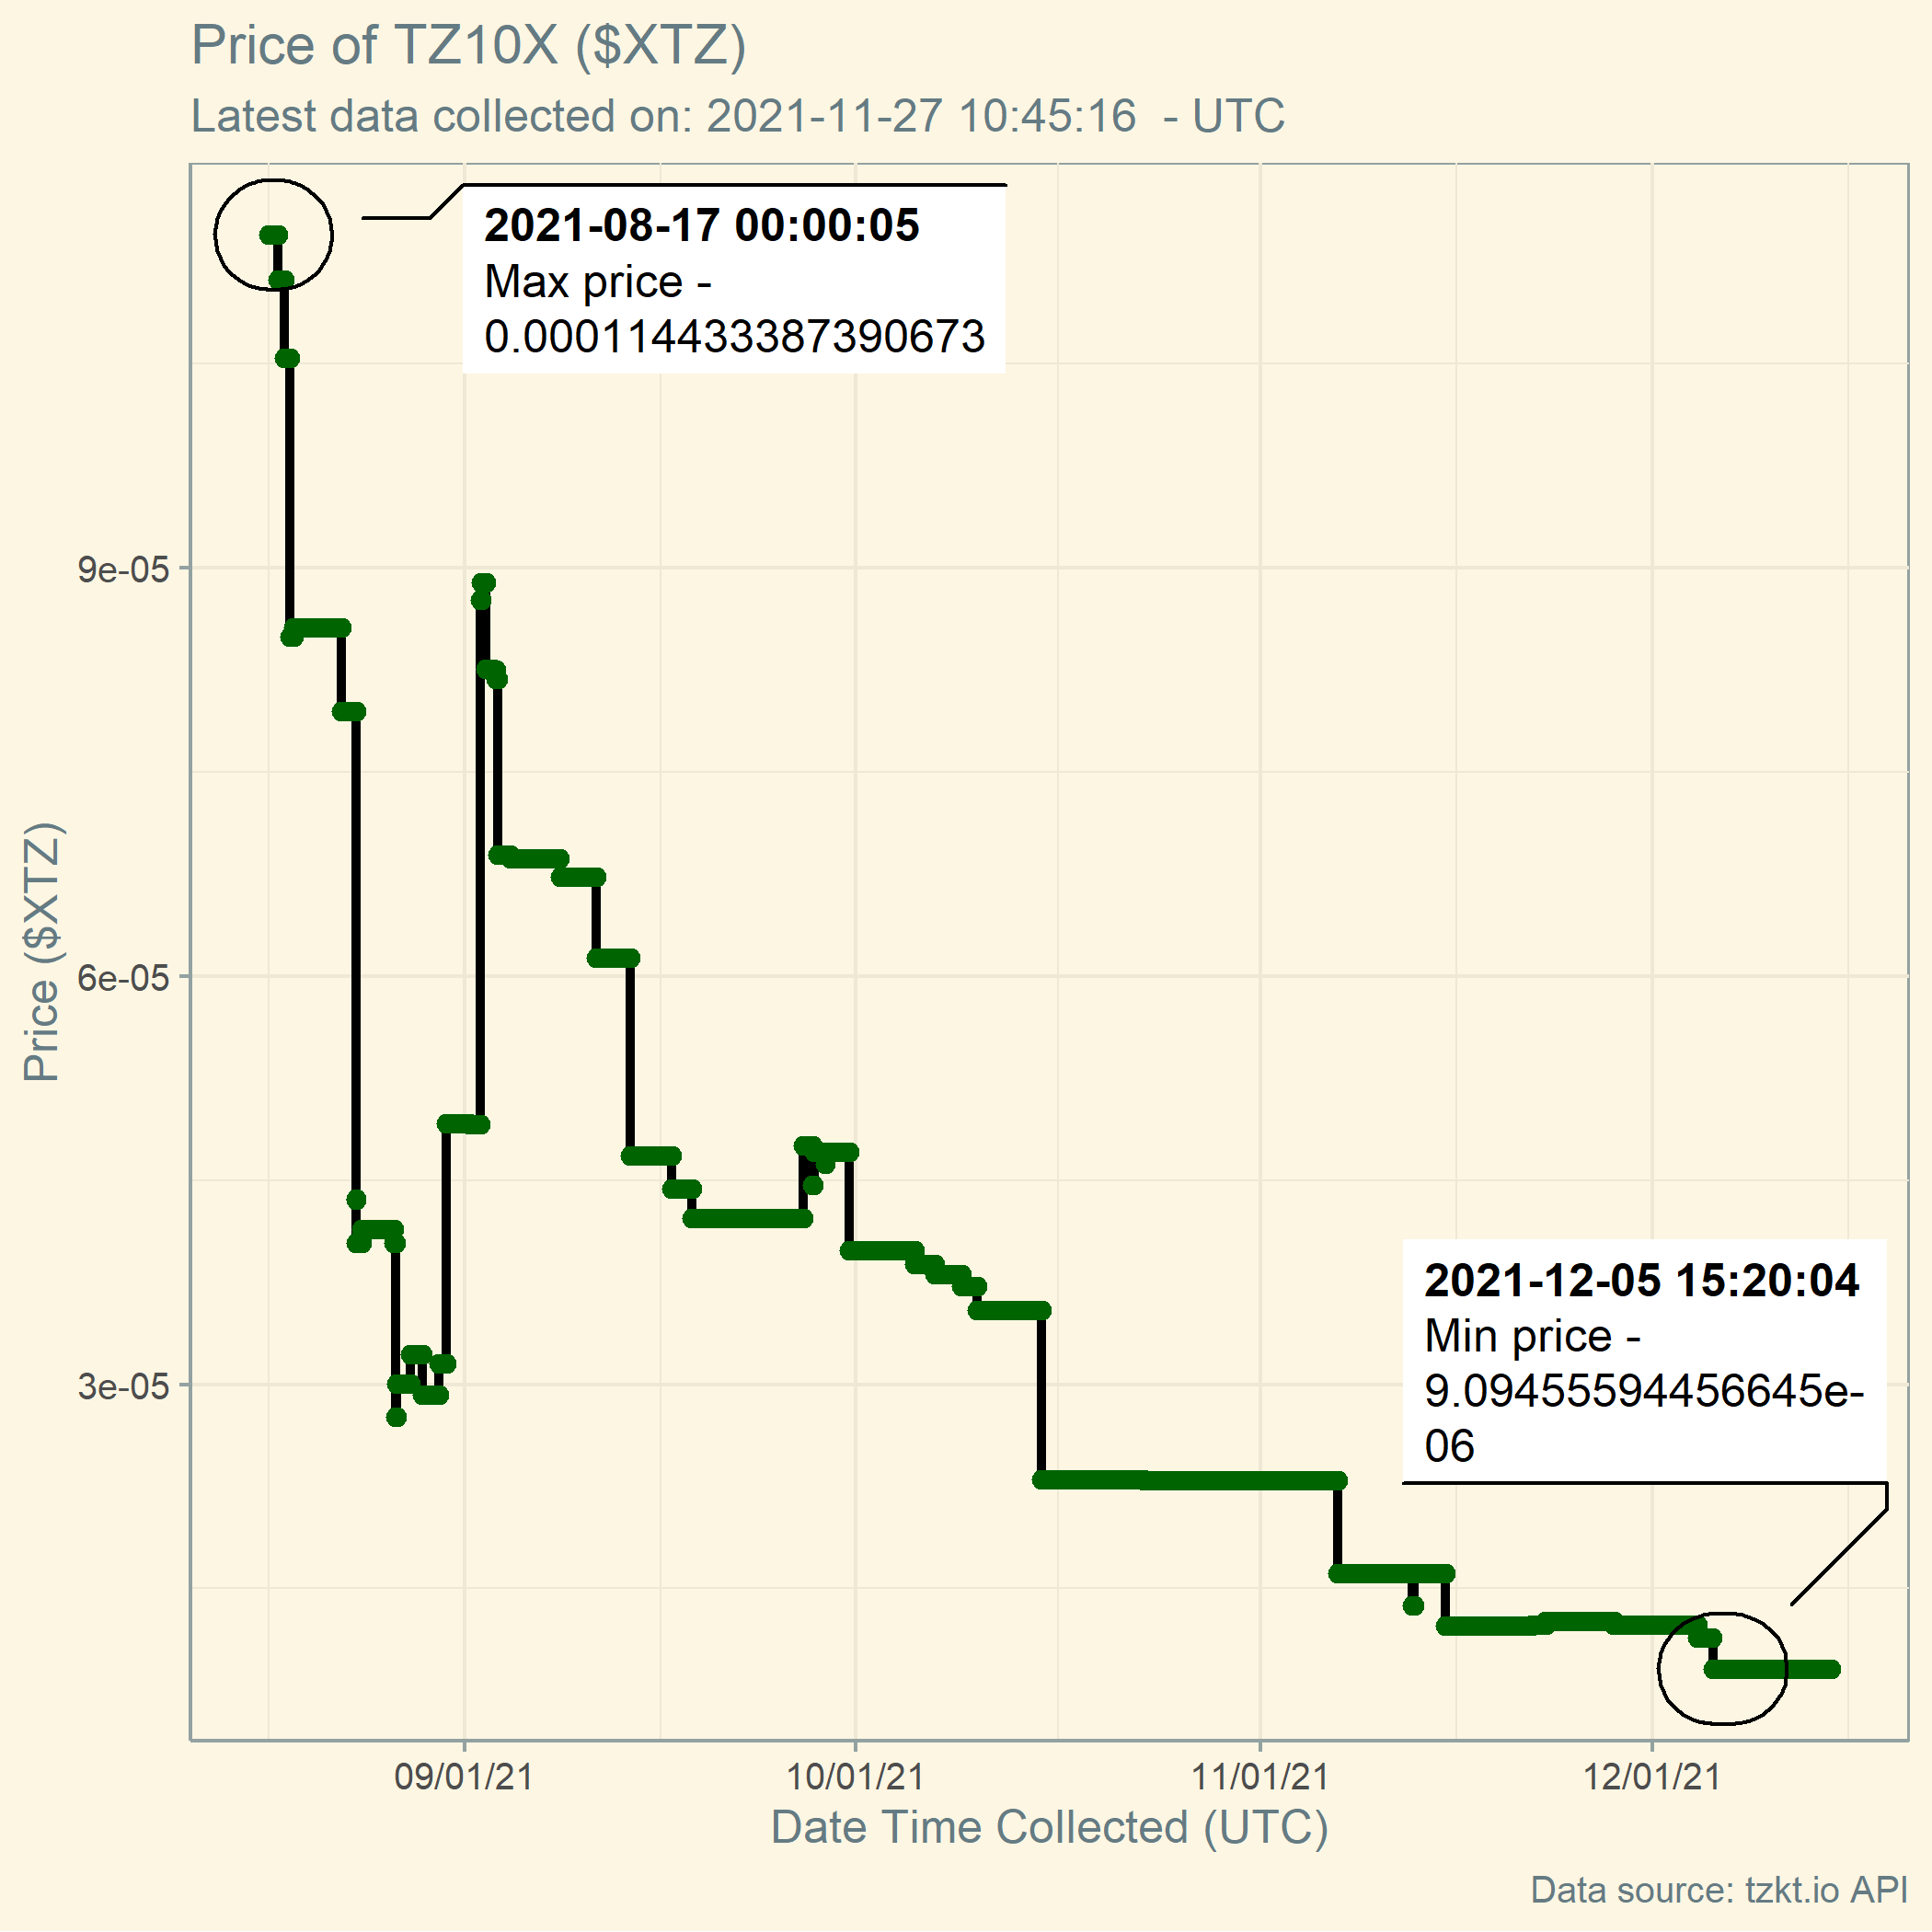 Price of TZ10X ($XTZ)
Latest data collected on: 2021-11-27 10:45:16  - UTC
2021-08-17 00:00:05
Max price -
0.000114433387390673
9e-05
6e-05
3e-05
Price ($XTZ)
2021-12-05 15:20:04
Min price -
9.09455594456645e-
06
09/01/21
10/01/21
11/01/21
12/01/21
Date Time Collected (UTC)
Data source: tzkt.io API